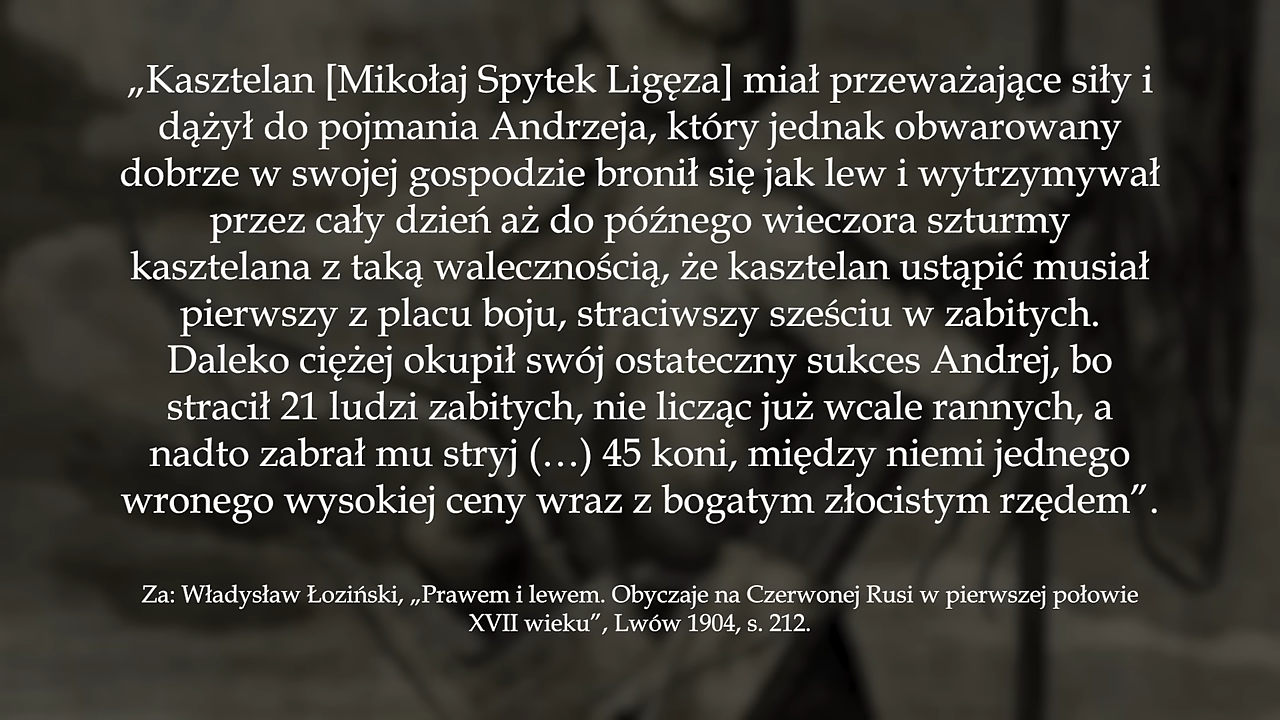 „Kasztelan [Mikołaj Spytek Ligęza] miał przeważające siły i
dążył do pojmania Andrzeja, który jednak obwarowany
dobrze w swojej gospodzie bronił się jak lew i wytrzymywał
przez cały dzień aż do późnego wieczora szturmy
kasztelana z taką walecznością, że kasztelan ustąpić musiał
pierwszy z placu boju, straciwszy sześciu w zabitych.
Daleko ciężej okupił swój ostateczny sukces Andrej, bo
stracił 21 ludzi zabitych, nie licząc już wcale rannych, a
nadto zabrał mu stryj (…) 45 koni, między niemi jednego
wronego wysokiej ceny wraz z bogatym złocistym rzędem”.
Za: Władysław Łoziński, „Prawem i lewem. Obyczaje na Czerwonej Rusi w pierwszej połowie
XVII wieku”, Lwów 1904, s. 212.